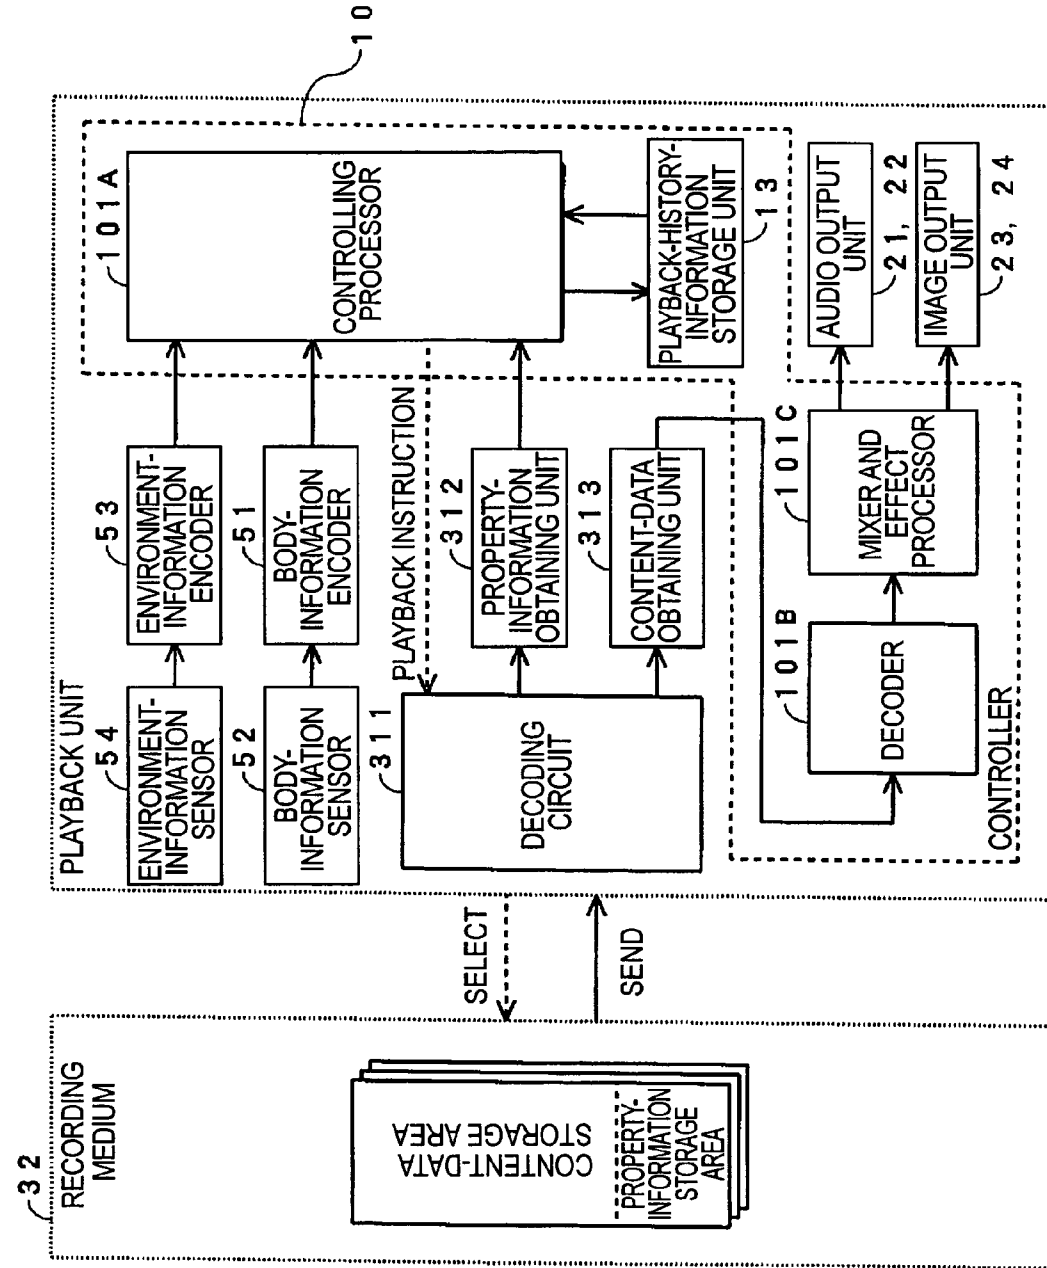 32
RECORDING
MEDIUM
CONTENT-DATA
STORAGE AREA
PROPERTY-
INFORMATION
STORAGE
AREA
SELECT
SEND
PLAYBACK UNIT
54
ENVIRONMENT-
INFORMATION
SENSOR
53
ENVIRONMENT-
INFORMATION
ENCODER
52
BODY-
INFORMATION
SENSOR
51
BODY-
INFORMATION
ENCODER
101A
CONTROLLING
PROCESSOR
10
PLAYBACK INSTRUCTION
311
DECODING
CIRCUIT
312
PROPERTY-
INFORMATION
OBTAINING UNIT
313
CONTENT-DATA
OBTAINING UNIT
PLAYBACK-HISTORY-
INFORMATION
STORAGE UNIT
13
101B
DECODER
101C
MIXER AND
EFFECT
PROCESSOR
AUDIO OUTPUT
UNIT
21, 22
IMAGE OUTPUT
UNIT
23, 24
CONTROLLER